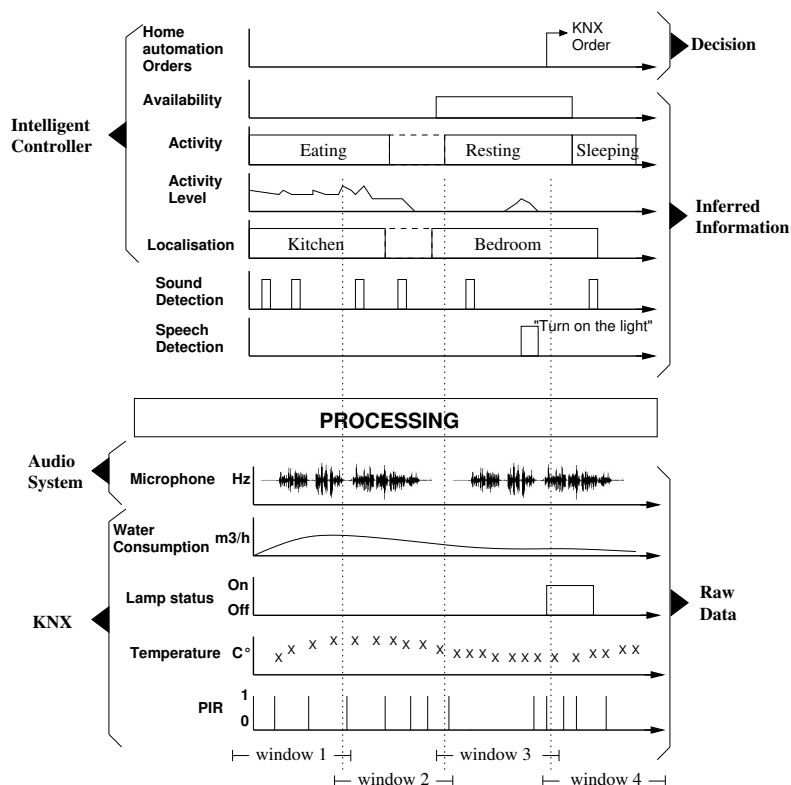 Home
automation
Orders
KNX
Order
Decision
Availability
Intelligent
Controller
Activity
Eating
Resting
Sleeping
Activity
Level
Inferred
Information
Localisation
Kitchen
Bedroom
Sound
Detection
Speech
Detection
"Turn on the light"
PROCESSING
Audio
System
Microphone
Hz
Water
Consumption
m3/h
Lamp status
On
Off
Raw
Data
KNX
Temperature
C°
x x x x x x x x x x x x x x x x x x x x x x x
PIR
1
0
window 1
window 3
window 2
window 4